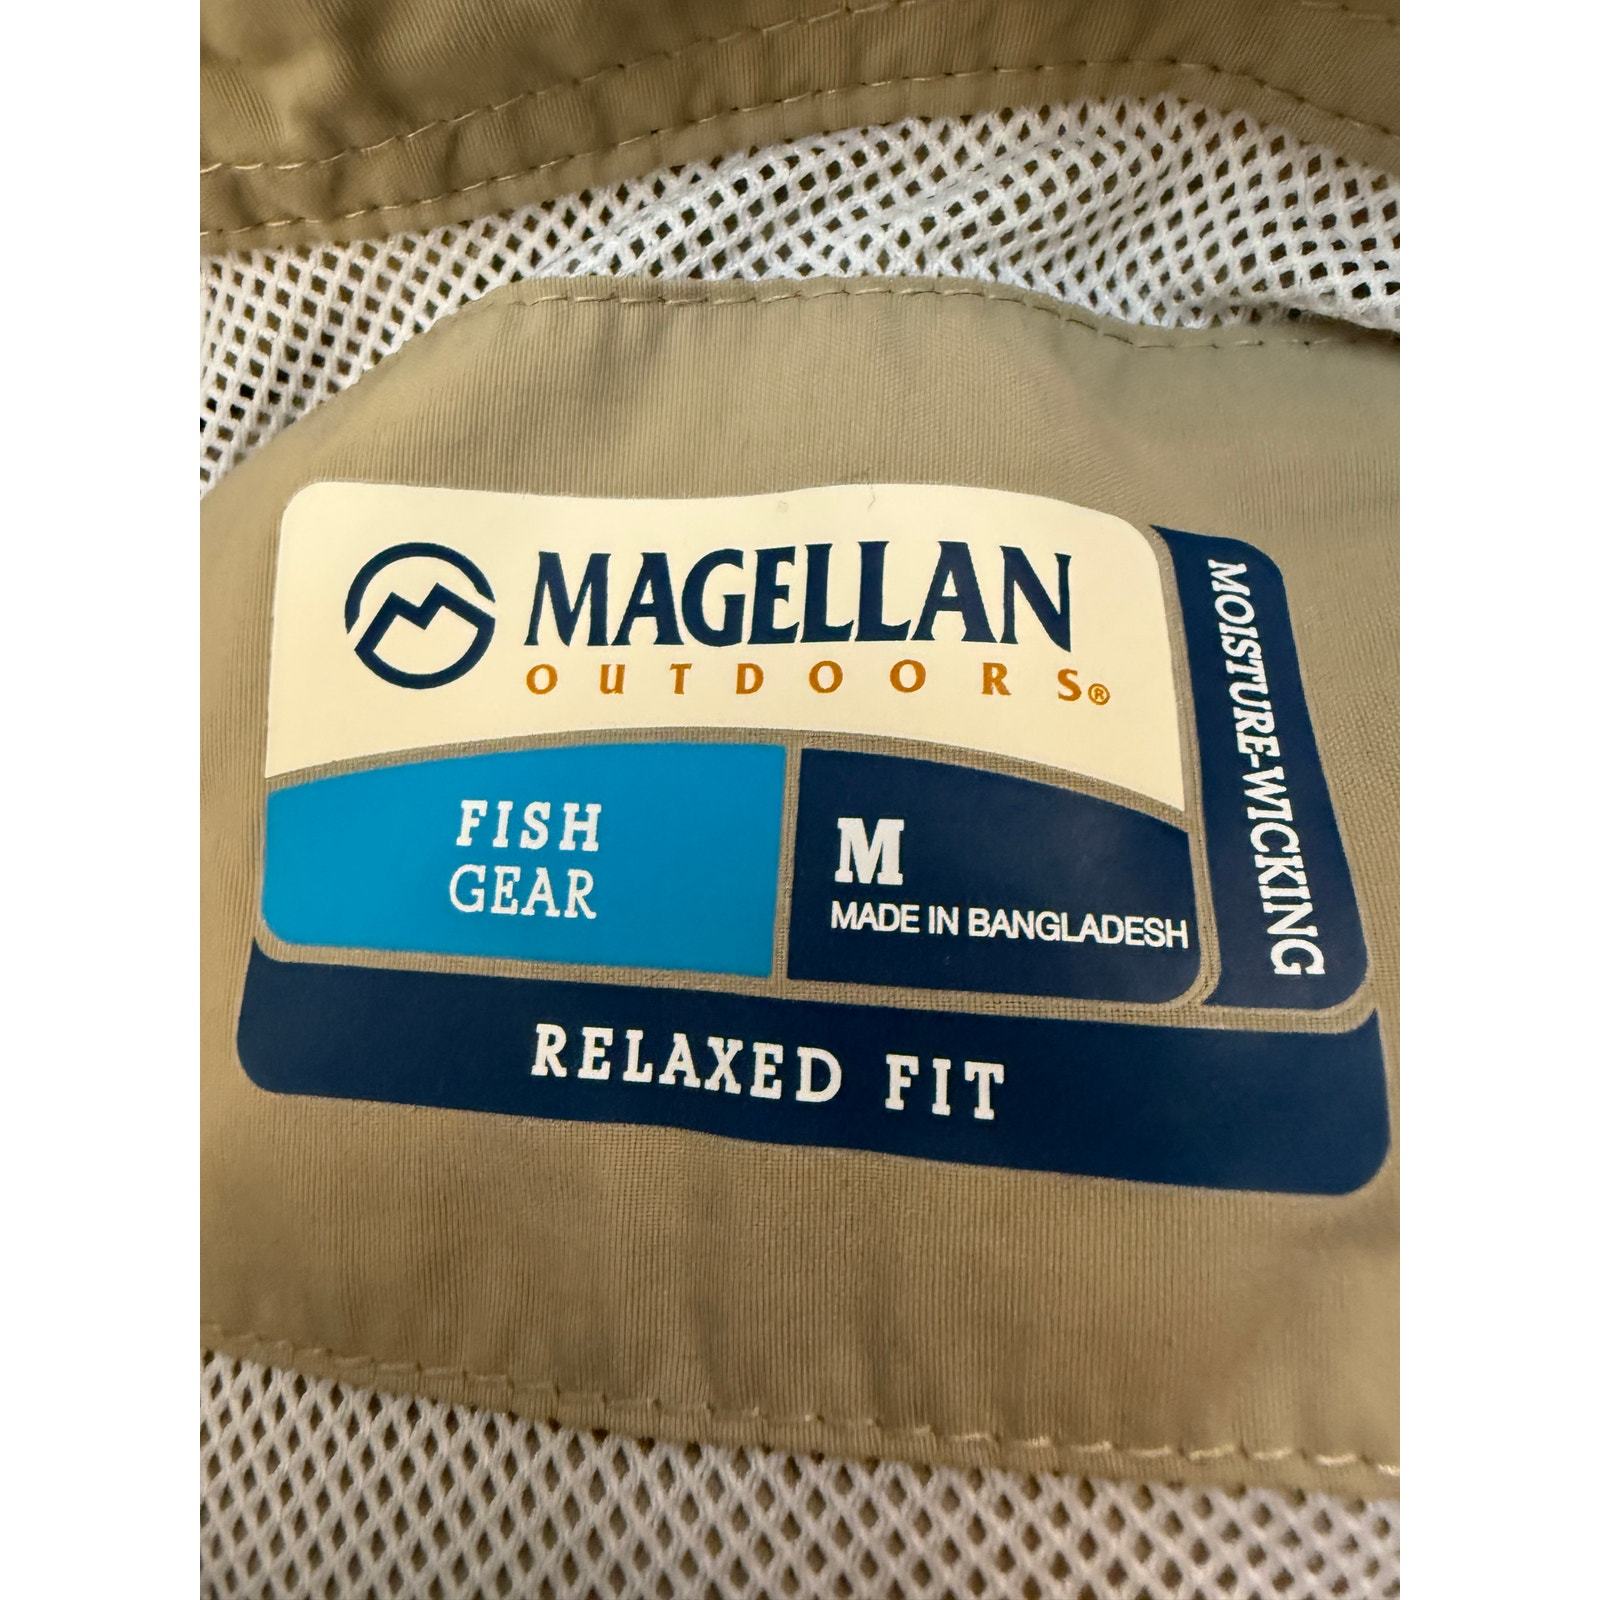 MAGELLAN
OUTDOORS®
FISH
GEAR
M
MADE IN BANGLADESH
MOISTURE-WICKING
RELAXED FIT